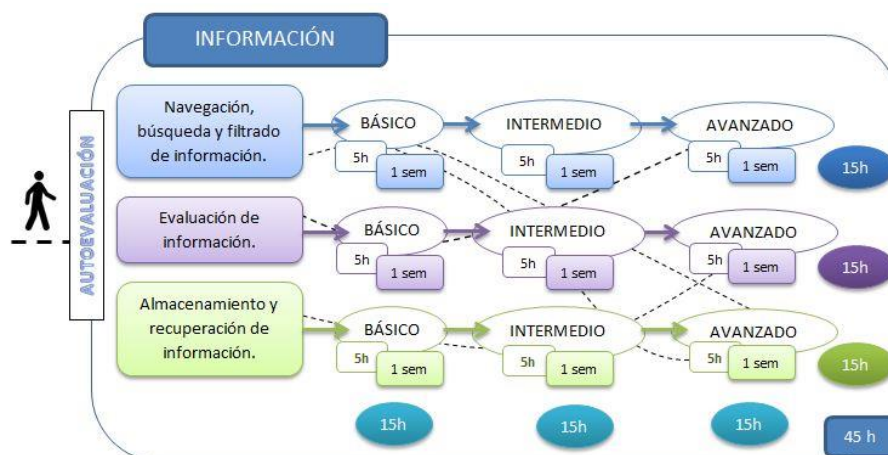 INFORMACIÓN
AUTOEVALUACIÓN
Navegación,
búsqueda y filtrado
de información.
BÁSICO
5h
1 sem
INTERMEDIO
5h
1 sem
AVANZADO
5h
1 sem
15h
Evaluación de
información.
BÁSICO
5h
1 sem
INTERMEDIO
5h
1 sem
AVANZADO
5h
1 sem
15h
Almacenamiento y
recuperación de
información.
BÁSICO
5h
1 sem
INTERMEDIO
5h
1 sem
AVANZADO
5h
1 sem
15h
15h
15h
15h
45 h